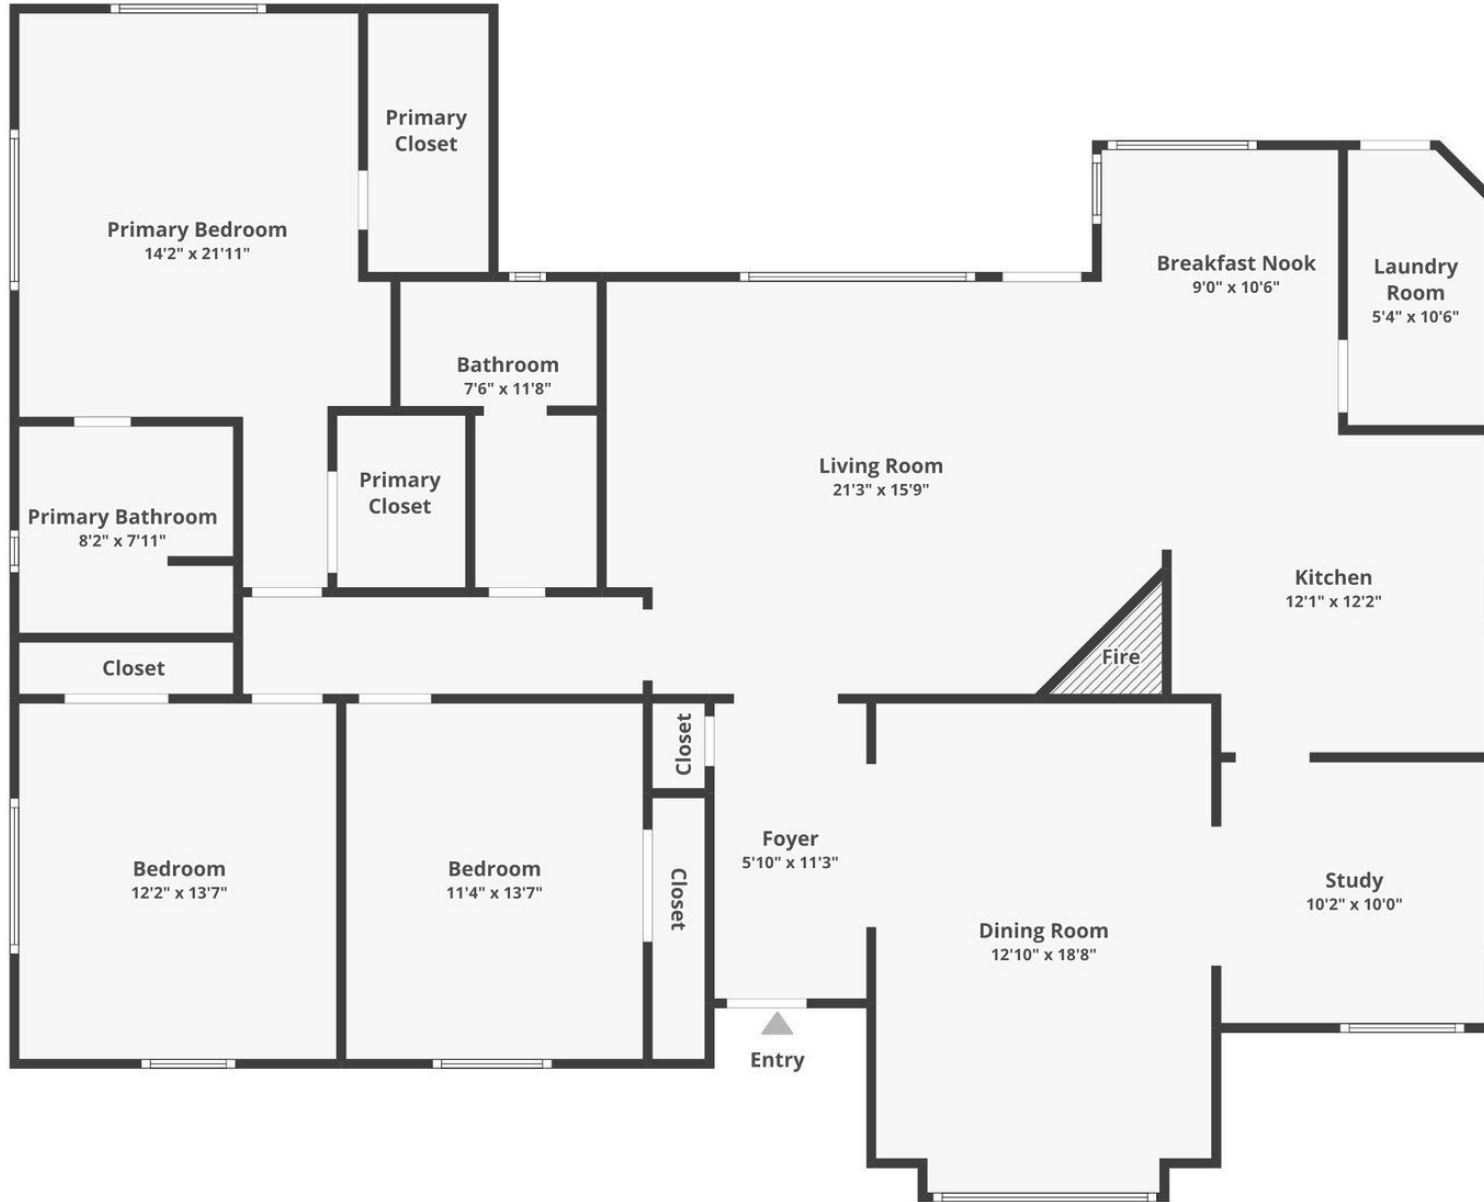 Primary
Closet
Primary Bedroom
14'2" x 21'11"
Breakfast Nook
9'0" x 10'6"
Laundry
Room
5'4" x 10'6"
Bathroom
7'6" x 11'8"
Living Room
21'3" x 15'9"
Primary
Closet
Primary Bathroom
8'2" x 7'11"
Kitchen
12'1" x 12'2"
Fire
Closet
Closet
Foyer
5'10" x 11'3"
Bedroom
12'2" x 13'7"
Bedroom
11'4" x 13'7"
Closet
Study
10'2" x 10'0"
Dining Room
12'10" x 18'8"
Entry